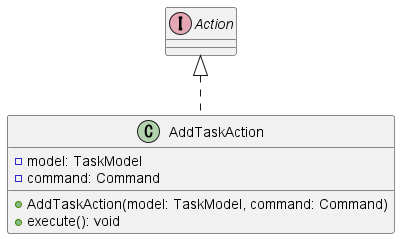 I Action
C AddTaskAction
model: TaskModel
command: Command
AddTaskAction(model: TaskModel, command: Command)
execute(): void